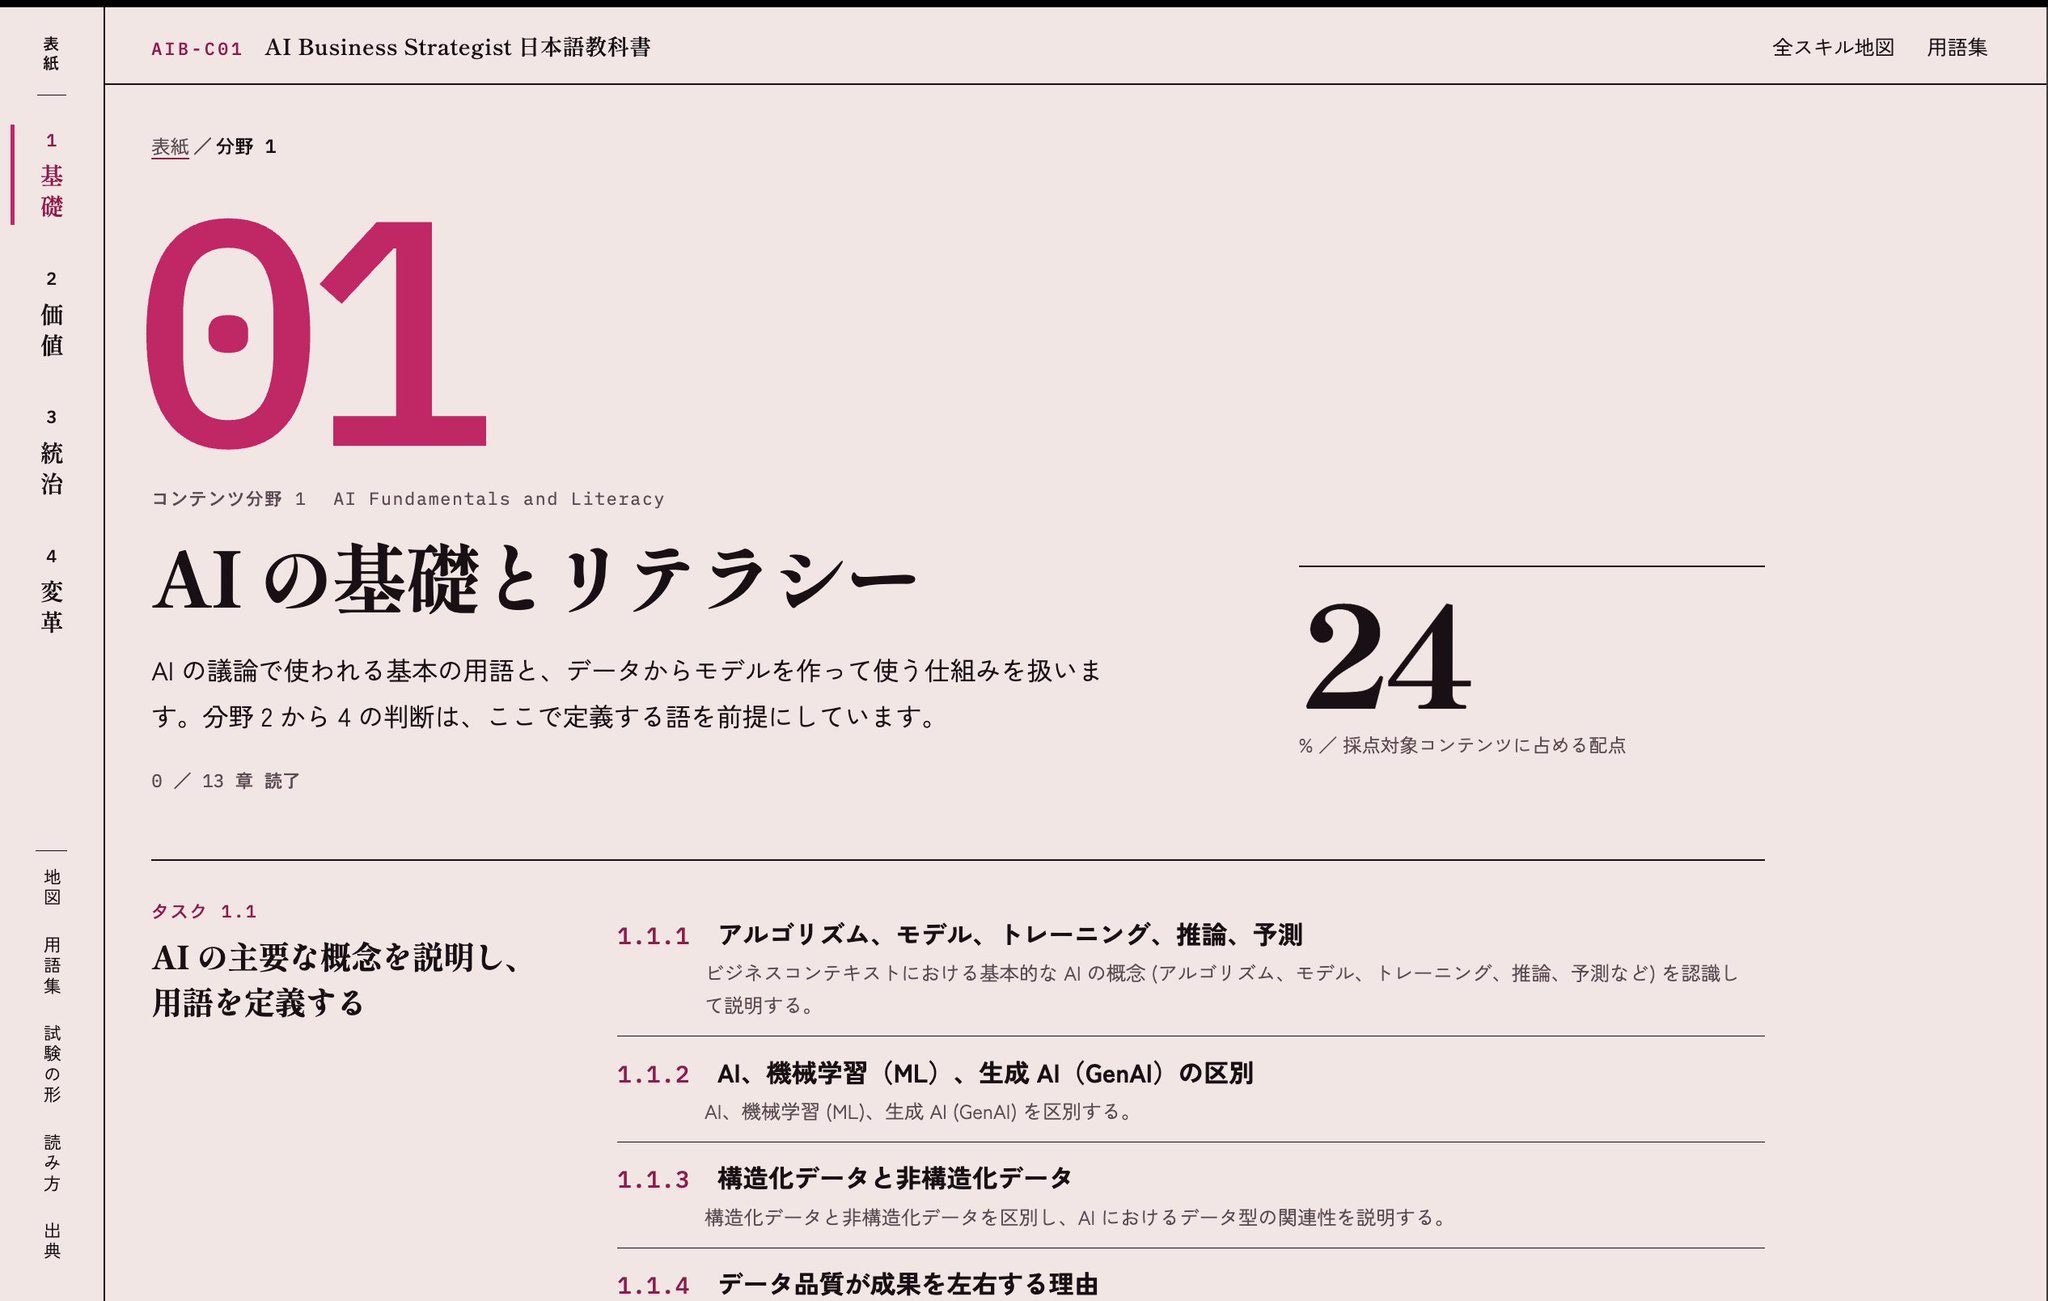 表紙
1
基礎
2
価値
3
統治
4
変革
地図
用語集
試験の形
読み方
出典
AIB-C01 AI Business Strategist 日本語教科書
全スキル地図 用語集
表紙 ／ 分野 1
01
コンテンツ分野 1 AI Fundamentals and Literacy
AI の基礎とリテラシー
AI の議論で使われる基本の用語と、データからモデルを作って使う仕組みを扱いま
す。分野 2 から 4 の判断は、ここで定義する語を前提にしています。
0 ／ 13 章 読了
24
% ／ 採点対象コンテンツに占める配点
タスク 1.1
AI の主要な概念を説明し、
用語を定義する
1.1.1 アルゴリズム、モデル、トレーニング、推論、予測
ビジネスコンテキストにおける基本的な AI の概念 (アルゴリズム、モデル、トレーニング、推論、予測など) を認識し
て説明する。
1.1.2 AI、機械学習（ML）、生成 AI（GenAI）の区別
AI、機械学習 (ML)、生成 AI (GenAI) を区別する。
1.1.3 構造化データと非構造化データ
構造化データと非構造化データを区別し、AI におけるデータ型の関連性を説明する。
1.1.4 データ品質が成果を左右する理由